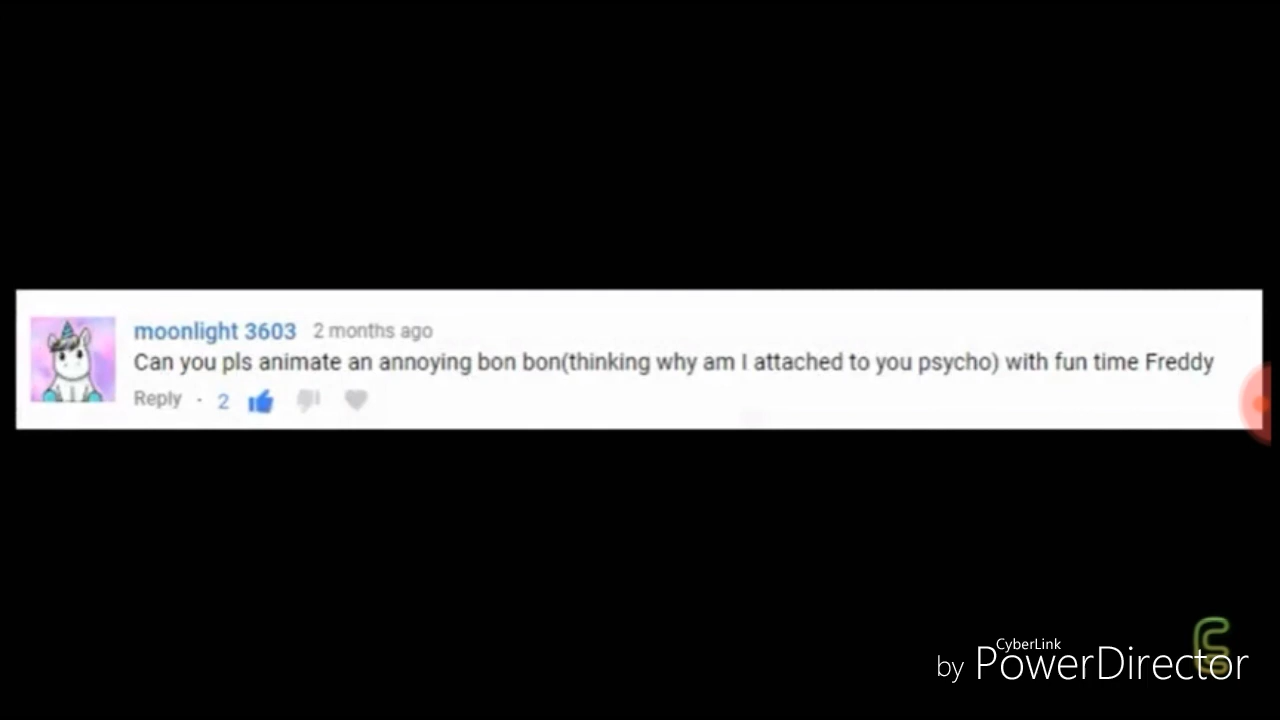 moonlight 3603 2 months ago
Can you pls animate an annoying bon bon(thinking why am I attached to you psycho) with fun time Freddy
Reply · 2
CyberLink
by PowerDirector